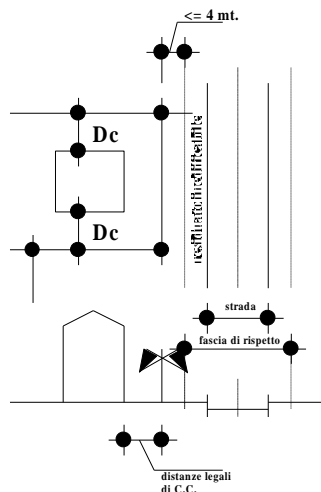 <= 4 mt.
Dc
Dc
strada
fascia di rispetto
distanze legali
di C.C.